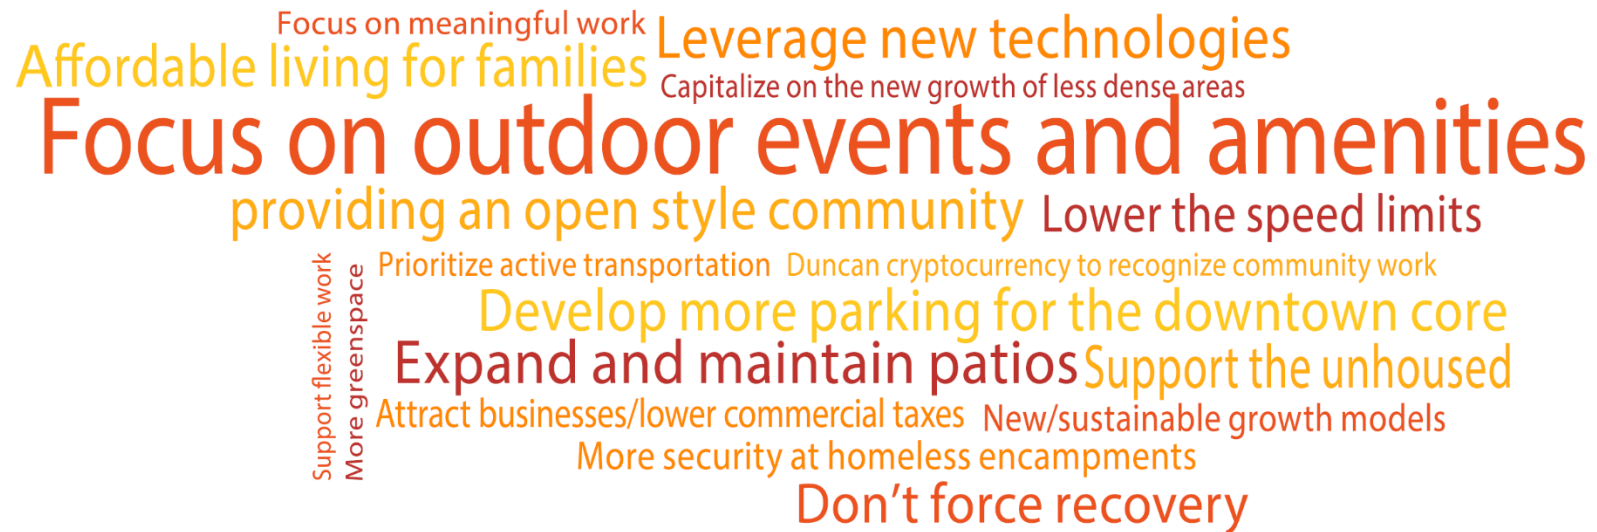 Focus on meaningful work
Leverage new technologies
Affordable living for families
Capitalize on the new growth of less dense areas
Focus on outdoor events and amenities
providing an open style community
Lower the speed limits
Support flexible work
More greenspace
Prioritize active transportation
Duncan cryptocurrency to recognize community work
Develop more parking for the downtown core
Expand and maintain patios
Support the unhoused
Attract businesses/lower commercial taxes
New/sustainable growth models
More security at homeless encampments
Don’t force recovery